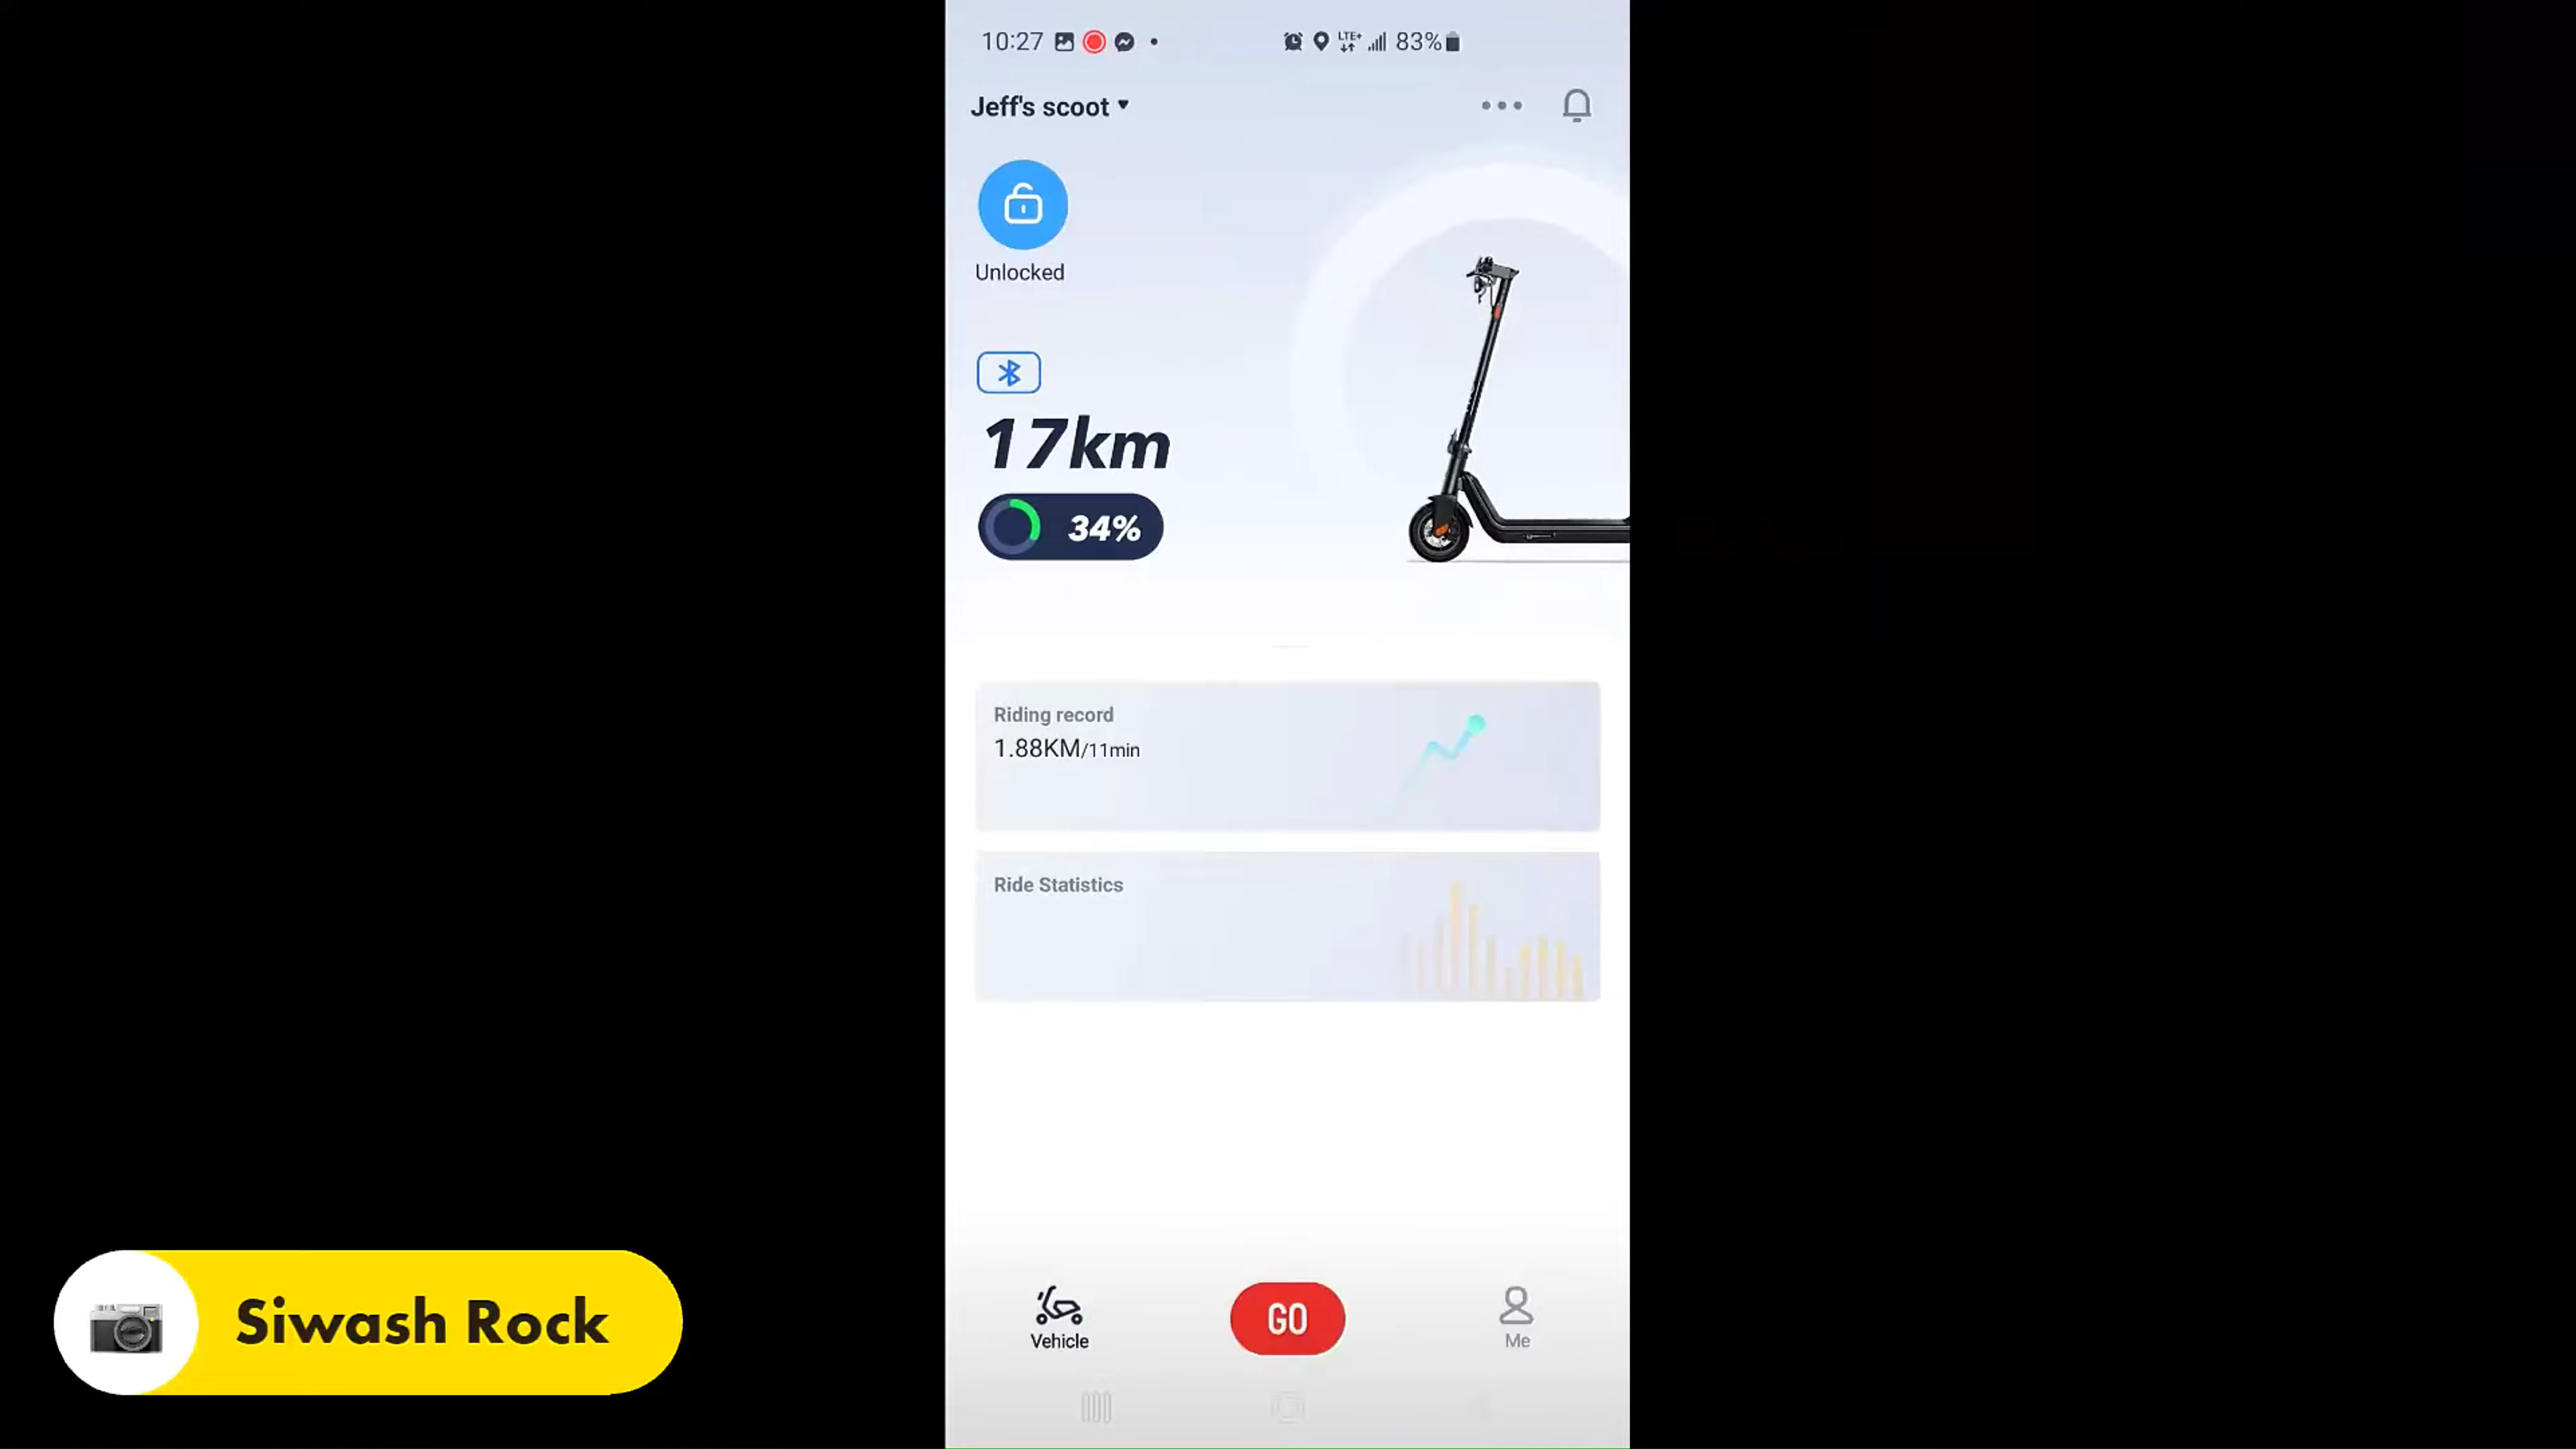 10:27
LTE+ 83%
Jeff's scoot
Unlocked
17km
34%
Riding record
1.88KM/11min
Ride Statistics
Vehicle
GO
Me
Siwash Rock